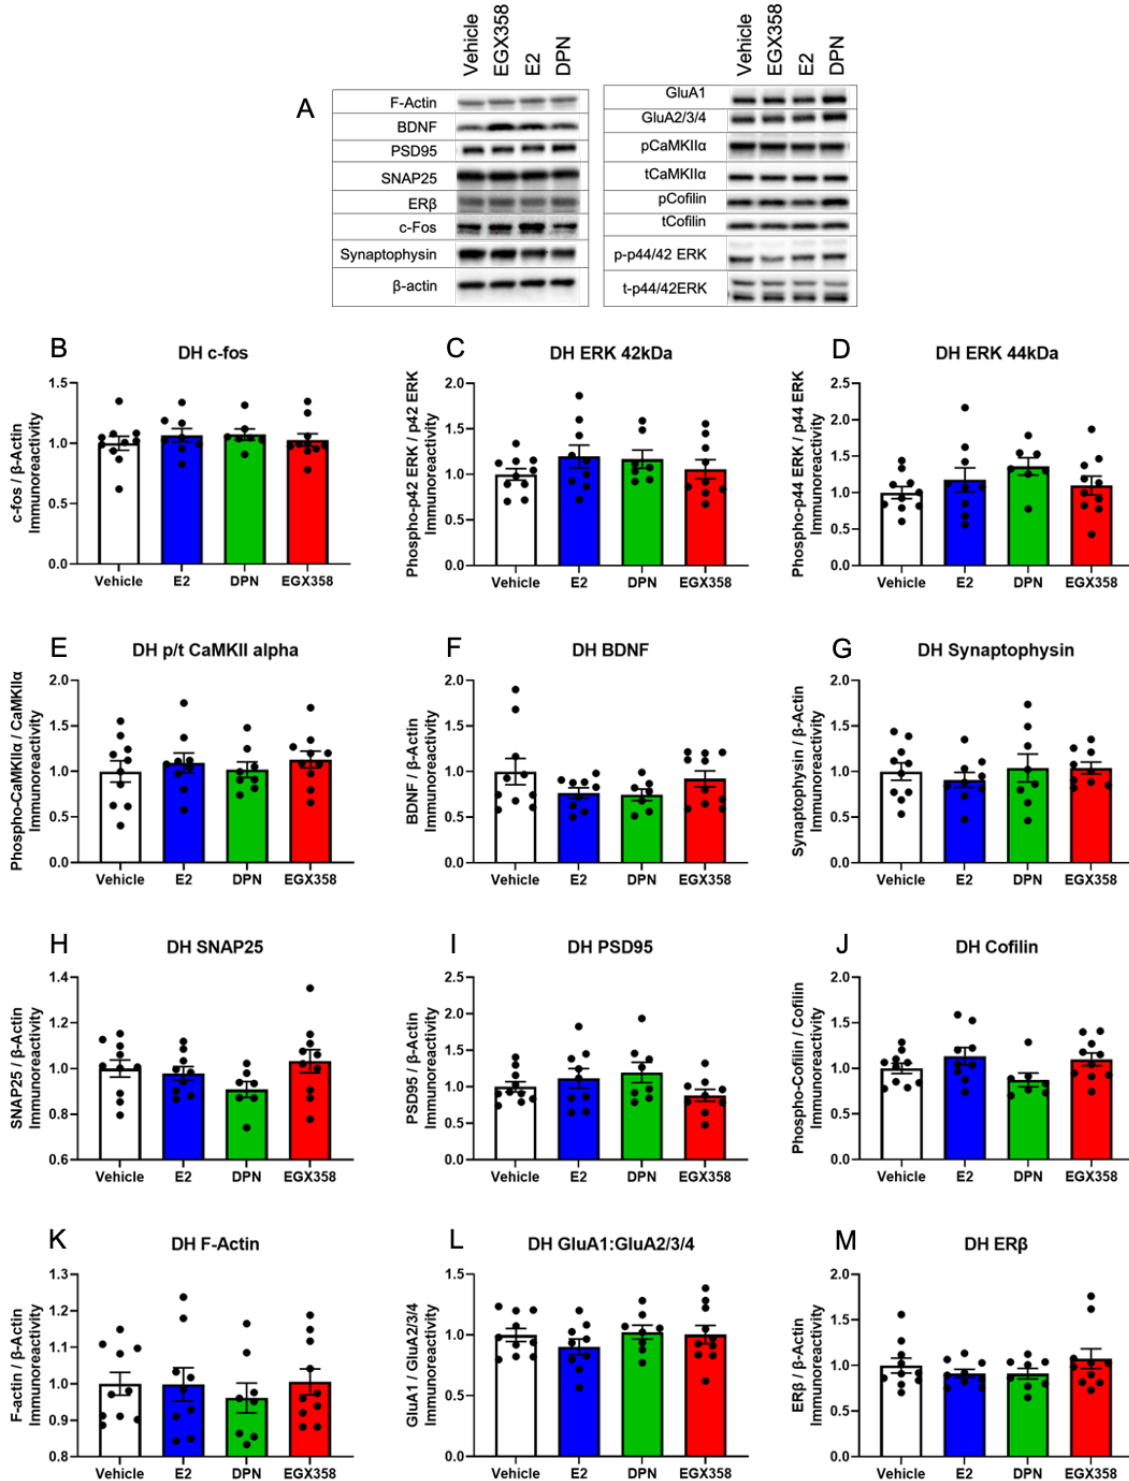 Vehicle
EGX358
E2
DPN
Vehicle
EGX358
E2
DPN
A
F-Actin
BDNF
PSD95
SNAP25
ERβ
c-Fos
Synaptophysin
β-actin
GluA1
GluA2/3/4
pCaMKIIα
tCaMKIIα
pCofilin
tCofilin
p-p44/42 ERK
t-p44/42ERK
B
DH c-fos
c-fos / β-Actin
Immunoreactivity
1.5
1.0
0.5
0.0
Vehicle
E2
DPN
EGX358
C
DH ERK 42kDa
Phospho-p42 ERK / p42 ERK
Immunoreactivity
2.0
1.5
1.0
0.5
0.0
Vehicle
E2
DPN
EGX358
D
DH ERK 44kDa
Phospho-p44 ERK / p44 ERK
Immunoreactivity
2.5
2.0
1.5
1.0
0.5
0.0
Vehicle
E2
DPN
EGX358
E
DH p/t CaMKII alpha
Phospho-CaMKIIα / CaMKIIα
Immunoreactivity
2.0
1.5
1.0
0.5
0.0
Vehicle
E2
DPN
EGX358
F
DH BDNF
BDNF / β-Actin
Immunoreactivity
2.0
1.5
1.0
0.5
0.0
Vehicle
E2
DPN
EGX358
G
DH Synaptophysin
Synaptophysin / β-Actin
Immunoreactivity
2.0
1.5
1.0
0.5
0.0
Vehicle
E2
DPN
EGX358
H
DH SNAP25
SNAP25 / β-Actin
Immunoreactivity
1.4
1.2
1.0
0.8
0.6
Vehicle
E2
DPN
EGX358
I
DH PSD95
PSD95 / β-Actin
Immunoreactivity
2.5
2.0
1.5
1.0
0.5
0.0
Vehicle
E2
DPN
EGX358
J
DH Cofilin
Phospho-Cofilin / Cofilin
Immunoreactivity
2.0
1.5
1.0
0.5
0.0
Vehicle
E2
DPN
EGX358
K
DH F-Actin
F-actin / β-Actin
Immunoreactivity
1.3
1.2
1.1
1.0
0.9
0.8
Vehicle
E2
DPN
EGX358
L
DH GluA1:GluA2/3/4
GluA1 / GluA2/3/4
Immunoreactivity
1.5
1.0
0.5
0.0
Vehicle
E2
DPN
EGX358
M
DH ERβ
ERβ / β-Actin
Immunoreactivity
2.0
1.5
1.0
0.5
0.0
Vehicle
E2
DPN
EGX358